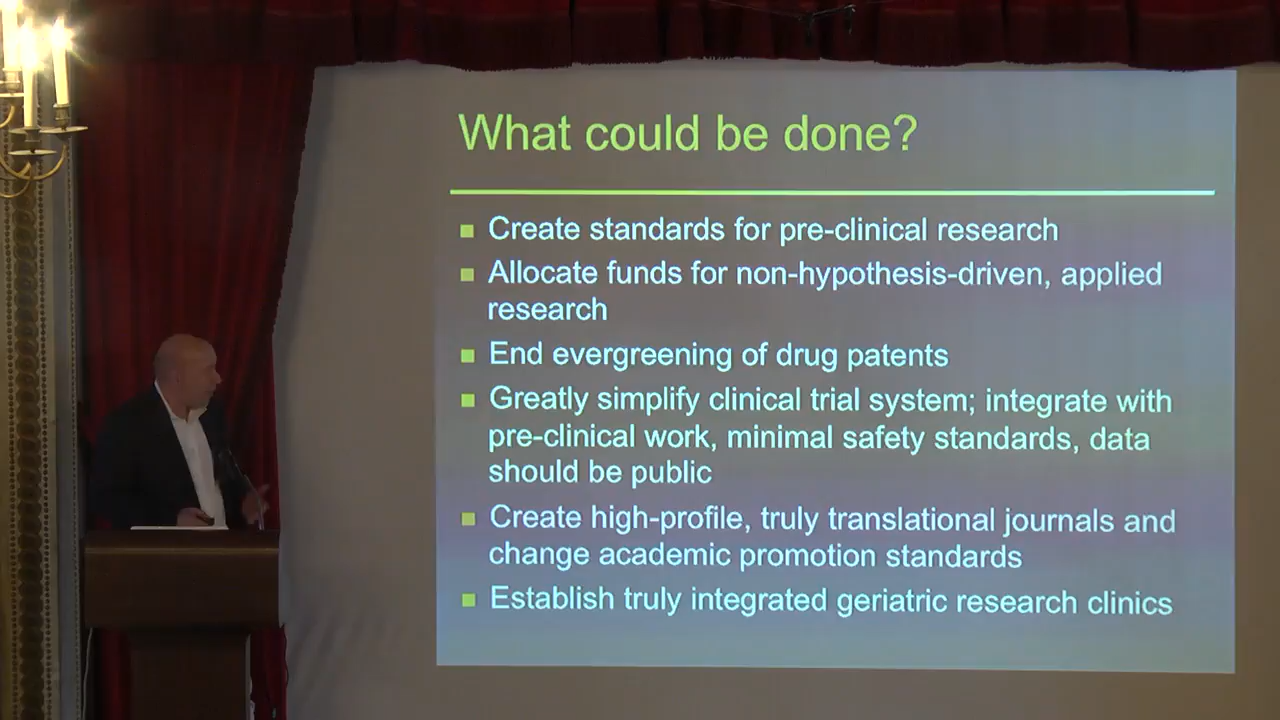 What could be done?
Create standards for pre-clinical research
Allocate funds for non-hypothesis-driven, applied
research
End evergreening of drug patents
Greatly simplify clinical trial system; integrate with
pre-clinical work, minimal safety standards, data
should be public
Create high-profile, truly translational journals and
change academic promotion standards
Establish truly integrated geriatric research clinics